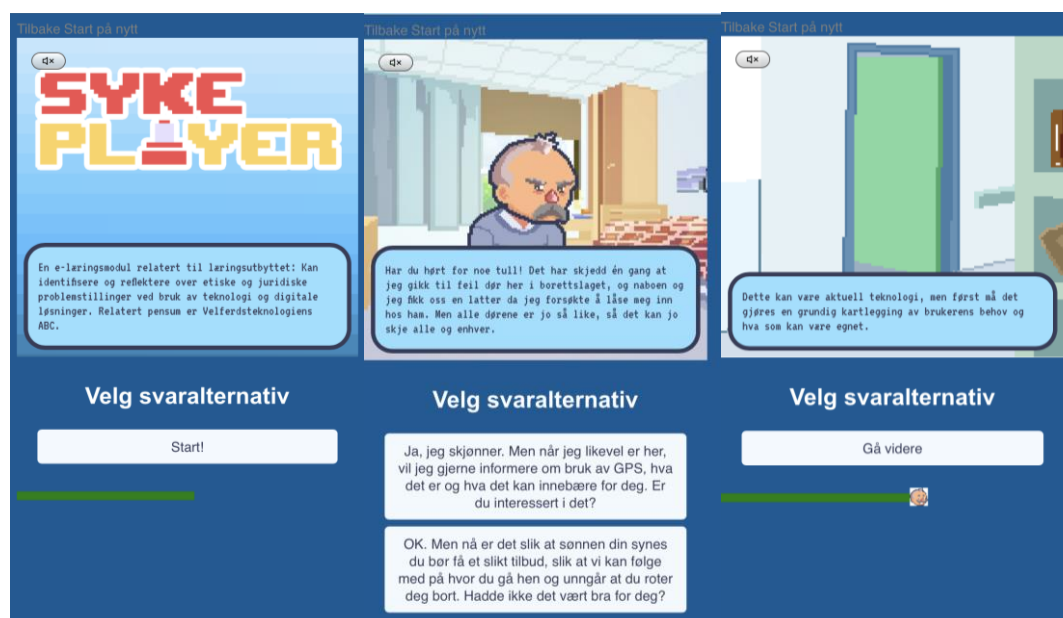 Tilbake Start på nytt
SYKE
PLAYER
En e-læringsmodul relatert til læringsutbyttet: Kan
identifisere og reflektere over etiske og juridiske
problemstillinger ved bruk av teknologi og digitale
løsninger. Relatert pensum er Velferdsteknologiens
ABC.
Velg svaralternativ
Start!
Tilbake Start på nytt
Har du hørt for noe tull! Det har skjedd én gang at
jeg gikk til feil dør her i borettslaget, og naboen og
jeg fikk oss en latter da jeg forsøkte å låse meg inn
hos ham. Men alle dørene er jo så like, så det kan jo
skje alle og enhver.
Velg svaralternativ
Ja, jeg skjønner. Men når jeg likevel er her,
vil jeg gjerne informere om bruk av GPS, hva
det er og hva det kan innebære for deg. Er
du interessert i det?
OK. Men nå er det slik at sønnen din synes
du bør få et slikt tilbud, slik at vi kan følge
med på hvor du gå hen og unngår at du roter
deg bort. Hadde ikke det vært bra for deg?
Tilbake Start på nytt
Dette kan være aktuell teknologi, men først må det
gjøres en grundig kartlegging av brukerens behov og
hva som kan være egnet.
Velg svaralternativ
Gå videre